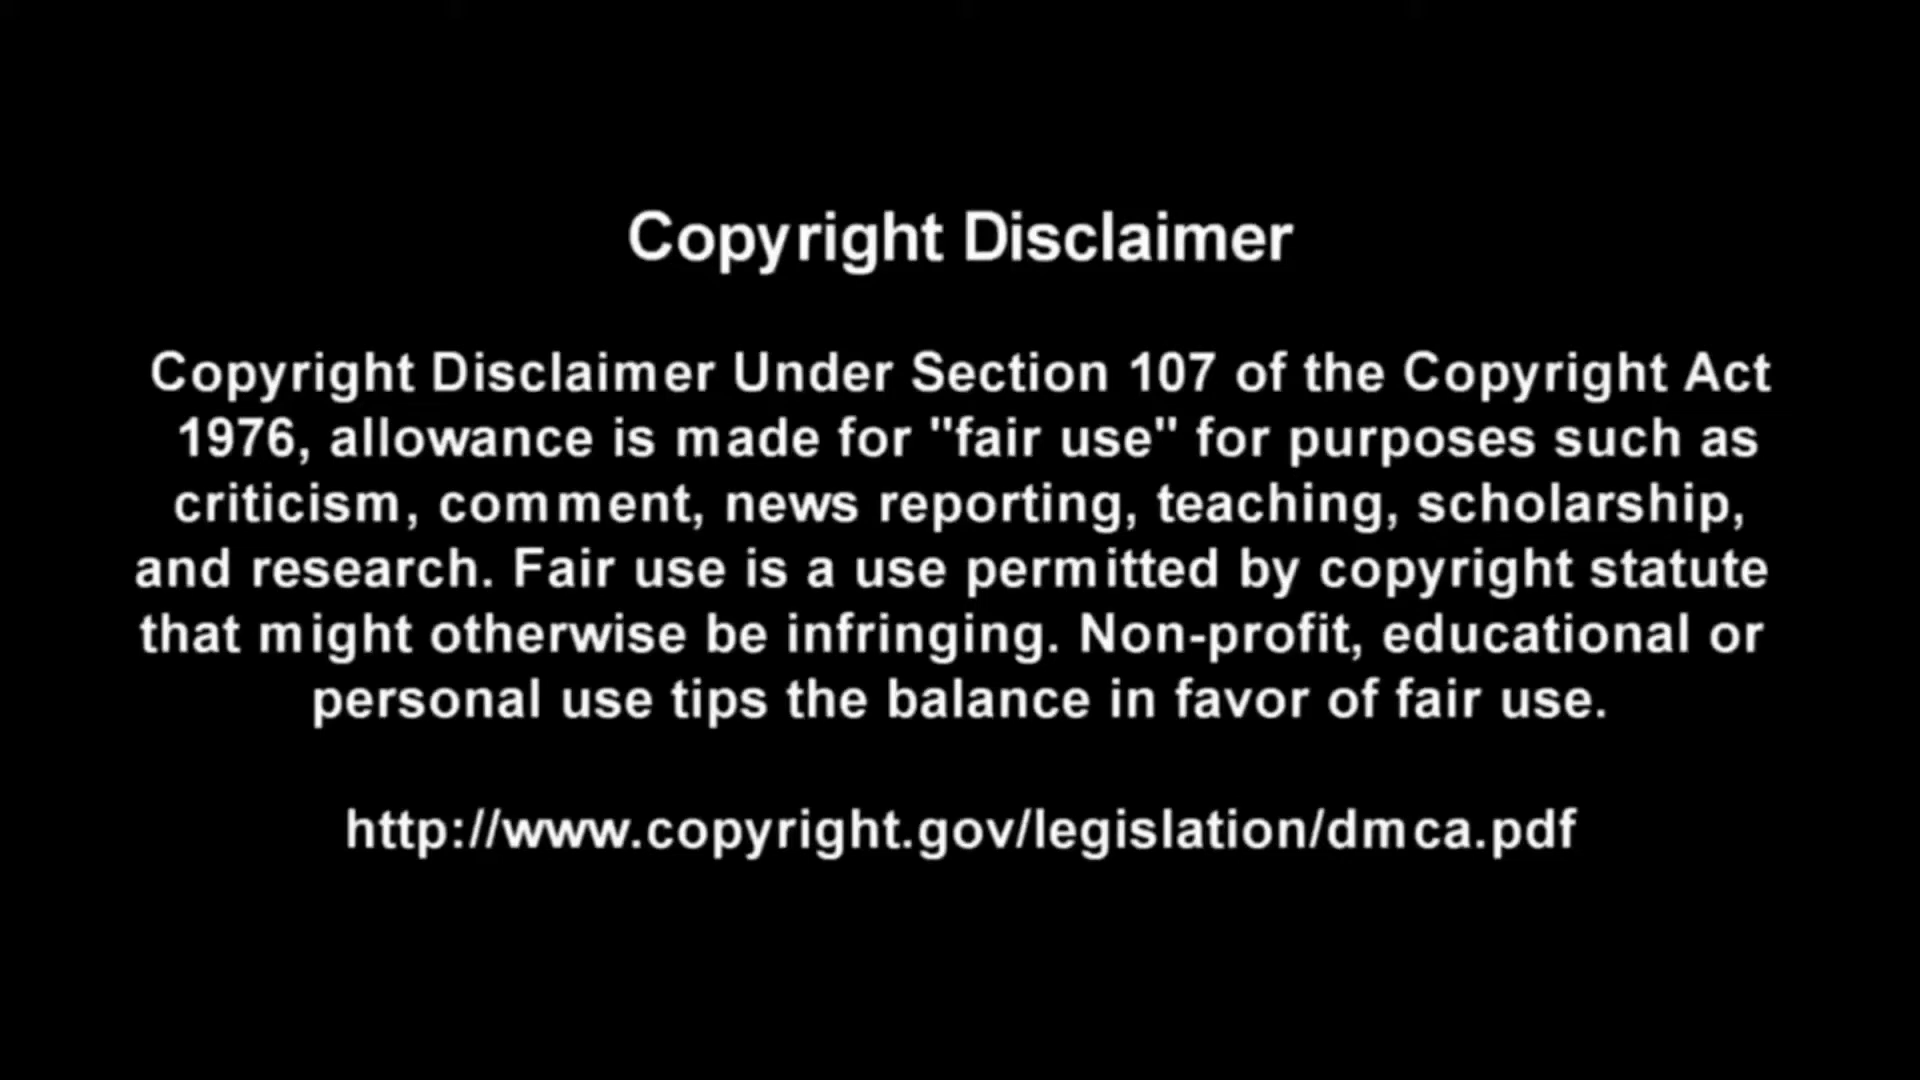 Copyright Disclaimer
Copyright Disclaimer Under Section 107 of the Copyright Act
1976, allowance is made for "fair use" for purposes such as
criticism, comment, news reporting, teaching, scholarship,
and research. Fair use is a use permitted by copyright statute
that might otherwise be infringing. Non-profit, educational or
personal use tips the balance in favor of fair use.
http://www.copyright.gov/legislation/dmca.pdf